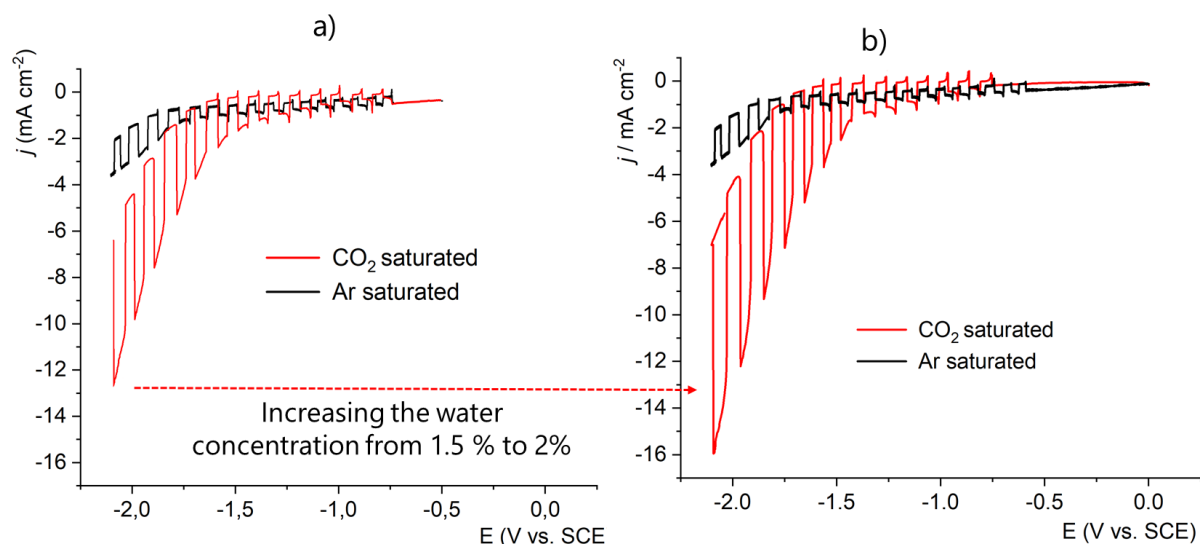 a)
j (mA cm-2)
0
-2
-4
-6
-8
-10
-12
-14
-16
CO2 saturated
Ar saturated
Increasing the water
concentration from 1.5 % to 2%
-2,0 -1,5 -1,0 -0,5 0,0
E (V vs. SCE
b)
j / mA cm-2
0
-2
-4
-6
-8
-10
-12
-14
-16
CO2 saturated
Ar saturated
-2.0 -1.5 -1.0 -0.5 0.0
E (V vs. SCE)